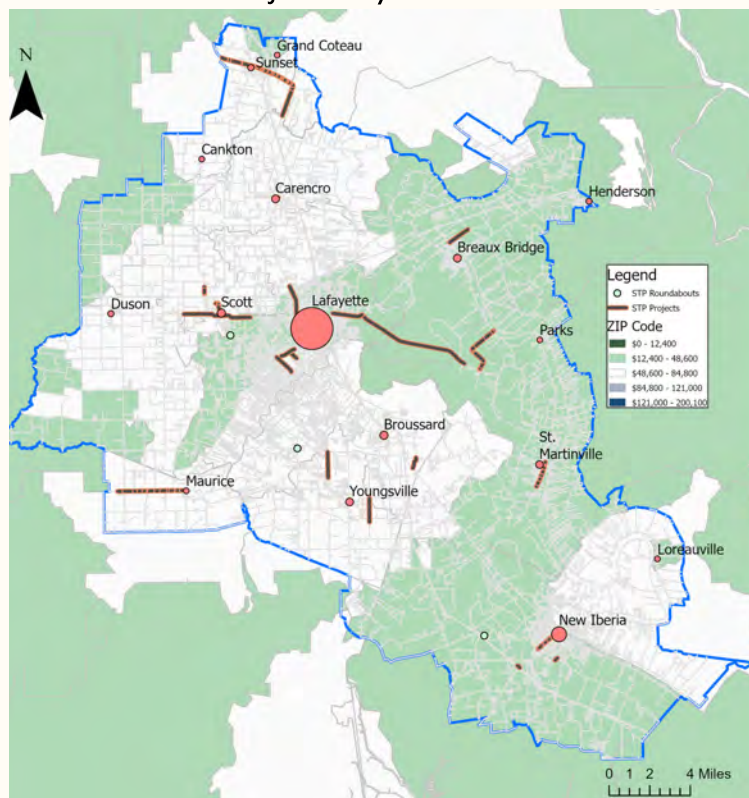 N
Grand Coteau
Sunset
Cankton
Carencro
Henderson
Breaux Bridge
Legend
STP Roundabouts
STP Projects
ZIP Code
$0 - 12,400
$12,400 - 48,600
$48,600 - 84,800
$84,800 - 121,000
$121,000 - 200,100
Duson
Scott
Lafayette
Parks
Broussard
St.
Martinville
Maurice
Youngsville
Loreauville
New Iberia
0 1 2 4 Miles